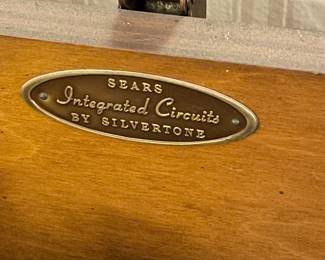 SEARS
Integrated Circuits
BY SILVERTONE